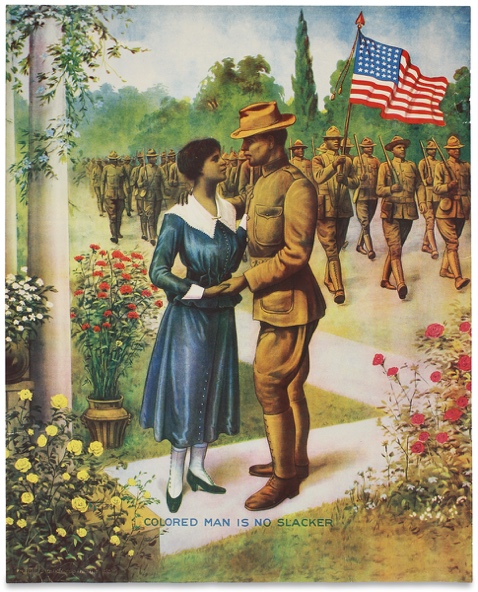 COLORED MAN IS NO SLACKER